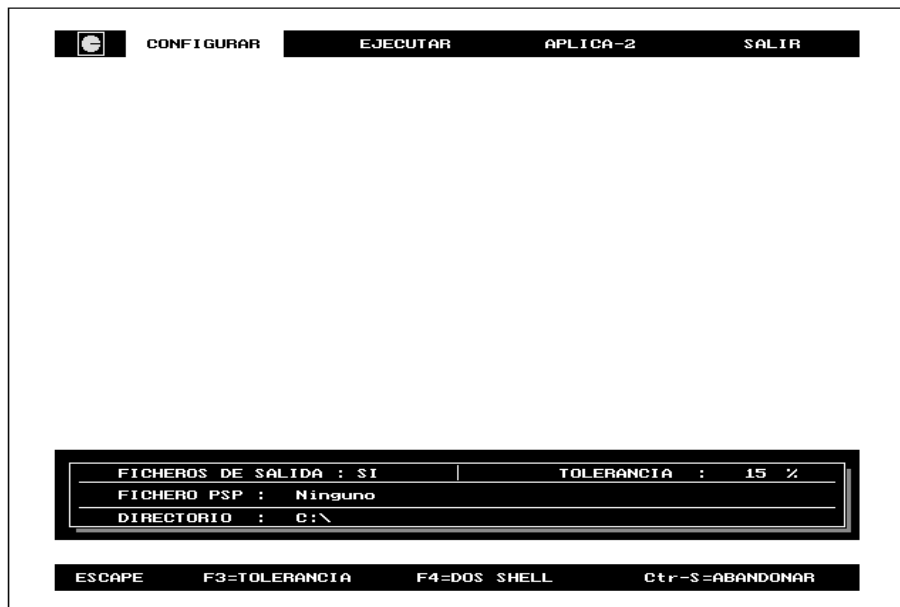 CONFIGURAR EJECUTAR APLICA-2 SALIR
FICHEROS DE SALIDA : SI TOLERANCIA : 15 %
FICHERO PSP : Ninguno
DIRECTORIO : C:\
ESCAPE F3=TOLERANCIA F4=DOS SHELL Ctr-S=ABANDONAR